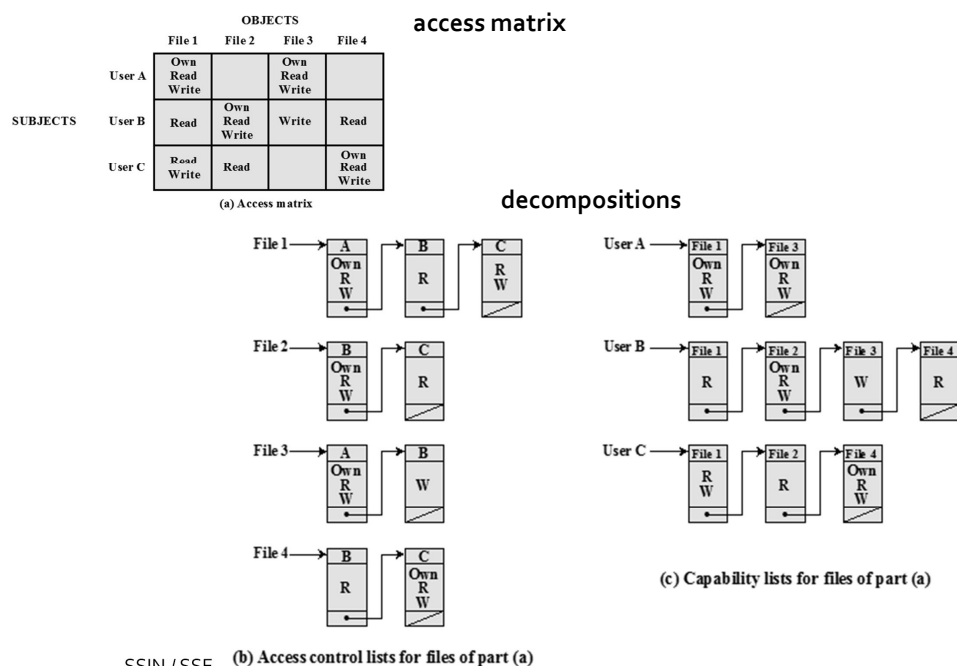 access matrix
OBJECTS
File 1 File 2 File 3 File 4
User A
Own
Read
Write
Own
Read
Write
SUBJECTS
User B
Read
Own
Read
Write
Write
Read
User C
Read
Write
Read
Own
Read
Write
(a) Access matrix
decompositions
File 1
A
Own
R
W
B
R
C
R
W
File 2
B
Own
R
W
C
R
File 3
A
Own
R
W
B
W
File 4
B
R
C
Own
R
W
(b) Access control lists for files of part (a)
User A
File 1
Own
R
W
File 3
Own
R
W
User B
File 1
R
File 2
Own
R
W
File 3
W
File 4
R
User C
File 1
R
W
File 2
R
File 4
Own
R
W
(c) Capability lists for files of part (a)